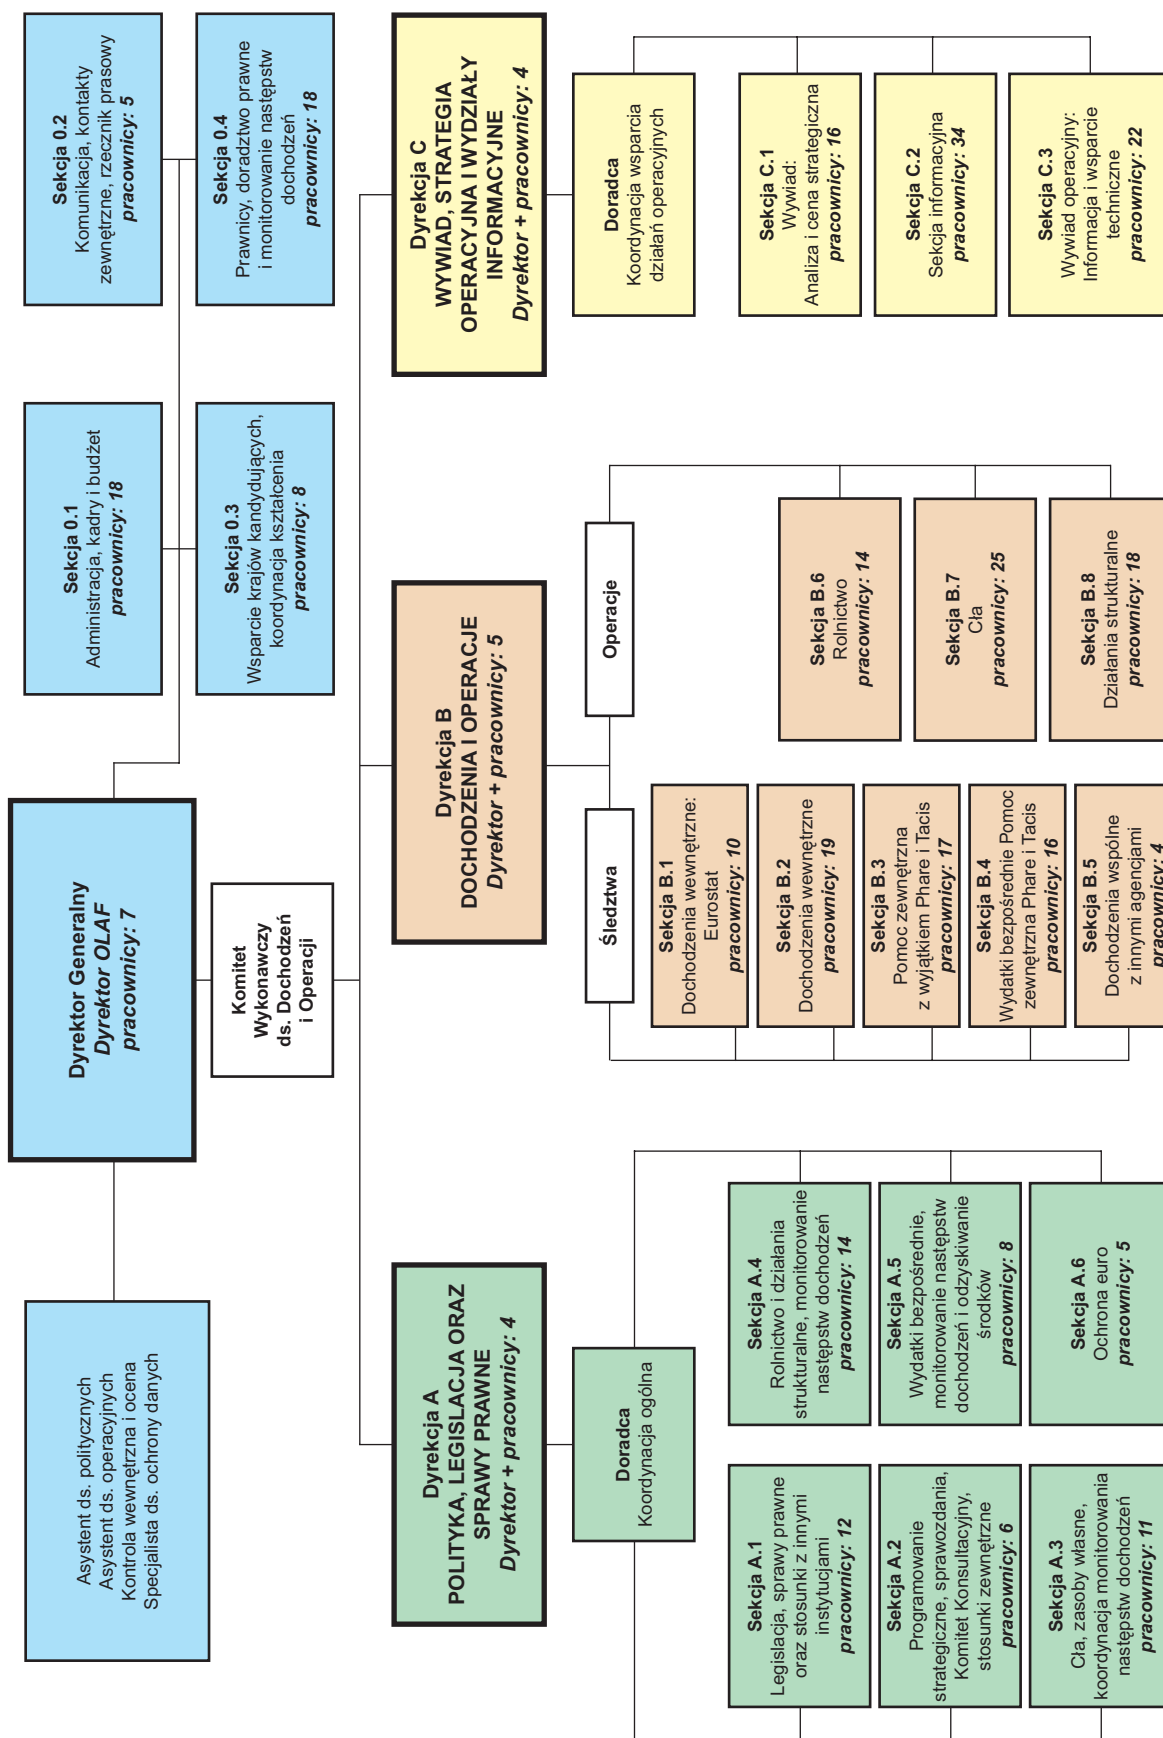 Asystent ds. politycznych
Asystent ds. operacyjnych
Kontrola wewnętrzna i ocena
Specjalista ds. ochrony danych
Dyrektor Generalny
Dyrektor OLAF
pracownicy: 7
Sekcja 0.1
Administracja, kadry i budżet
pracownicy: 18
Sekcja 0.2
Komunikacja, kontakty
zewnętrzne, rzecznik prasowy
pracownicy: 5
Sekcja 0.3
Wsparcie krajów kandydujących,
koordynacja kształcenia
pracownicy: 8
Sekcja 0.4
Prawnicy, doradztwo prawne
i monitorowanie następstw
dochodzeń
pracownicy: 18
Komitet
Wykonawczy
ds. Dochodzeń
i Operacji
Dyrekcja A
POLITYKA, LEGISLACJA ORAZ
SPRAWY PRAWNE
Dyrektor + pracownicy: 4
Dyrekcja B
DOCHODZENIA I OPERACJE
Dyrektor + pracownicy: 5
Dyrekcja C
WYWIAD, STRATEGIA
OPERACYJNA I WYDZIAŁY
INFORMACYJNE
Dyrektor + pracownicy: 4
Doradca
Koordynacja ogólna
Sekcja A.1
Legislacja, sprawy prawne
oraz stosunki z innymi
instytucjami
pracownicy: 12
Sekcja A.2
Programowanie
strategiczne, sprawozdania,
Komitet Konsultacyjny,
stosunki zewnętrzne
pracownicy: 6
Sekcja A.3
Cła, zasoby własne,
koordynacja monitorowania
następstw dochodzeń
pracownicy: 11
Sekcja A.4
Rolnictwo i działania
strukturalne, monitorowanie
następstw dochodzeń
pracownicy: 14
Sekcja A.5
Wydatki bezpośrednie,
monitorowanie następstw
dochodzeń i odzyskiwanie
środków
pracownicy: 8
Sekcja A.6
Ochrona euro
pracownicy: 5
Śledztwa
Sekcja B.1
Dochodzenia wewnętrzne:
Eurostat
pracownicy: 10
Sekcja B.2
Dochodzenia wewnętrzne
pracownicy: 19
Sekcja B.3
Pomoc zewnętrzna
z wyjątkiem Phare i Tacis
pracownicy: 17
Sekcja B.4
Wydatki bezpośrednie Pomoc
zewnętrzna Phare i Tacis
pracownicy: 16
Sekcja B.5
Dochodzenia wspólne
z innymi agencjami
pracownicy: 4
Operacje
Sekcja B.6
Rolnictwo
pracownicy: 14
Sekcja B.7
Cła
pracownicy: 25
Sekcja B.8
Działania strukturalne
pracownicy: 18
Doradca
Koordynacja wsparcia
działań operacyjnych
Sekcja C.1
Wywiad:
Analiza i cena strategiczna
pracownicy: 16
Sekcja C.2
Sekcja informacyjna
pracownicy: 34
Sekcja C.3
Wywiad operacyjny:
Informacja i wsparcie
techniczne
pracownicy: 22